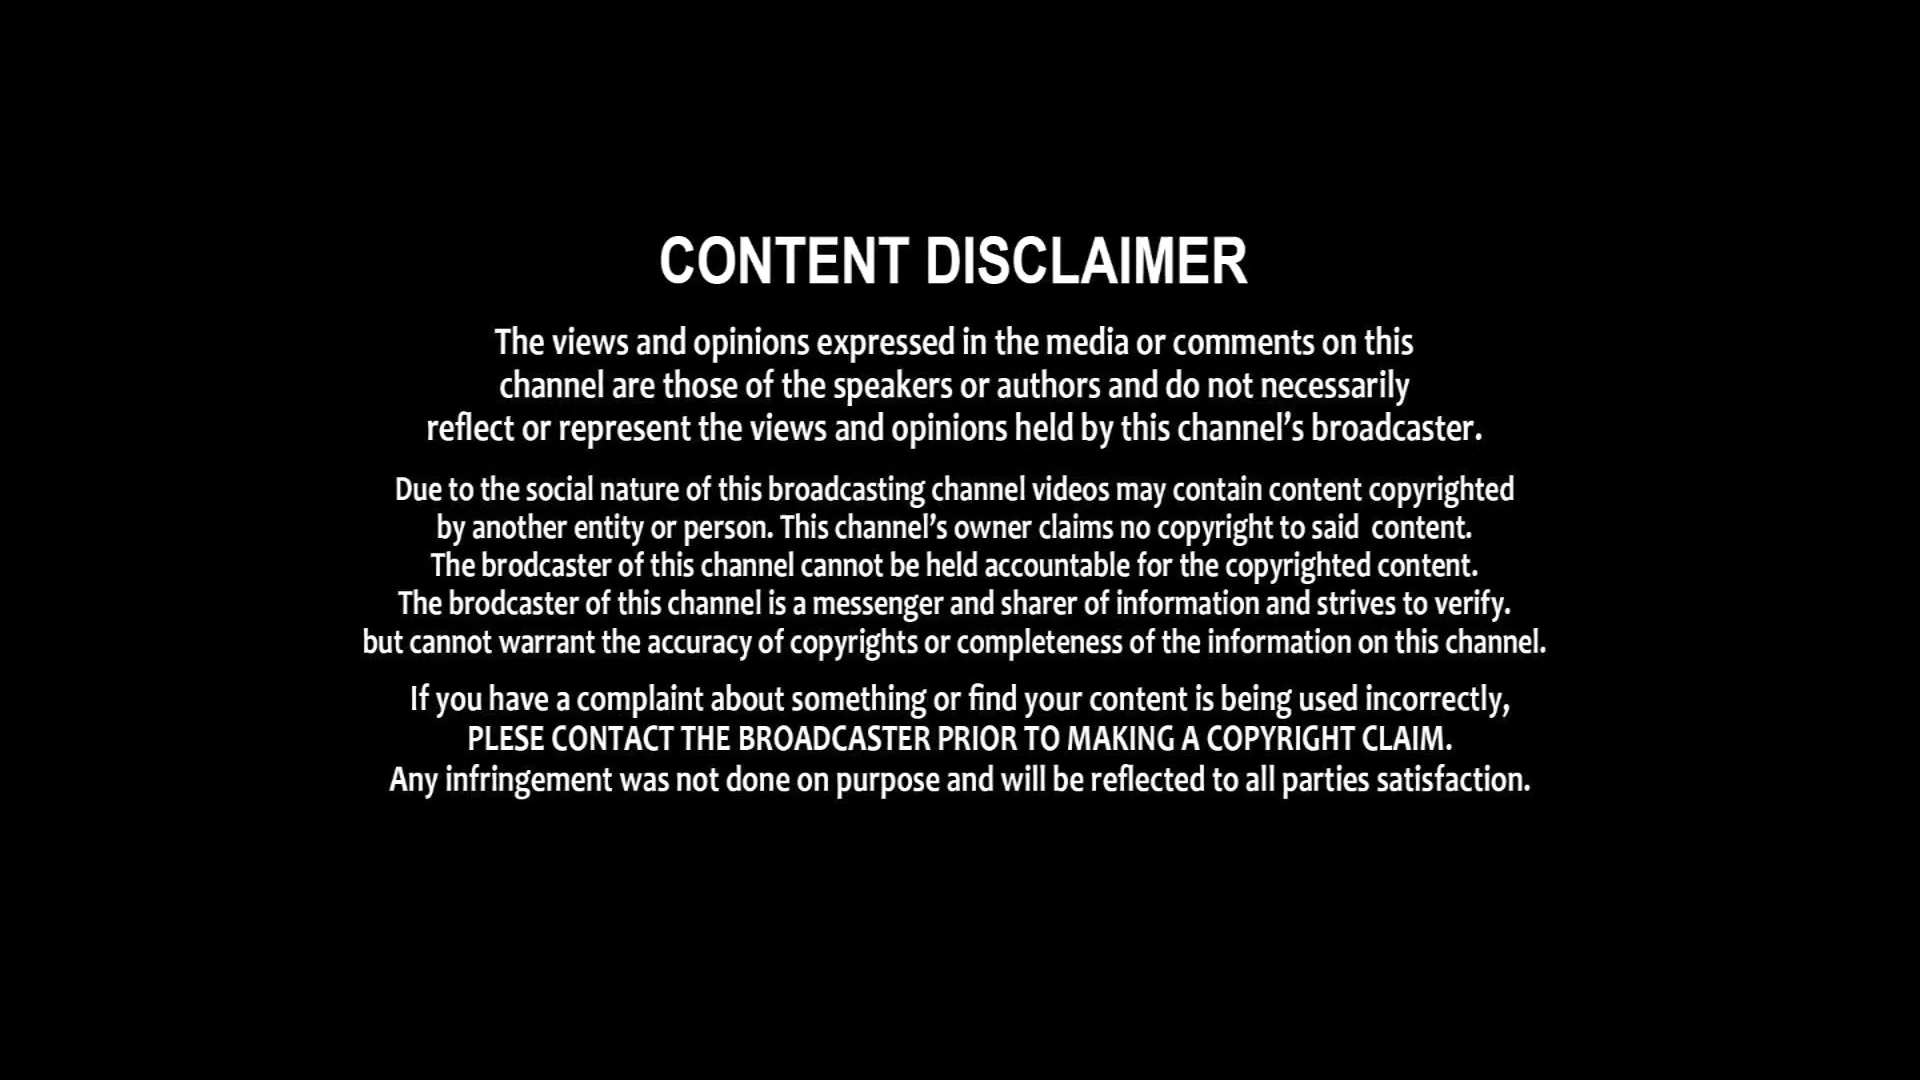 CONTENT DISCLAIMER
The views and opinions expressed in the media or comments on this
channel are those of the speakers or authors and do not necessarily
reflect or represent the views and opinions held by this channel’s broadcaster.
Due to the social nature of this broadcasting channel videos may contain content copyrighted
by another entity or person. This channel’s owner claims no copyright to said content.
The brodcaster of this channel cannot be held accountable for the copyrighted content.
The brodcaster of this channel is a messenger and sharer of information and strives to verify.
but cannot warrant the accuracy of copyrights or completeness of the information on this channel.
If you have a complaint about something or find your content is being used incorrectly,
PLESE CONTACT THE BROADCASTER PRIOR TO MAKING A COPYRIGHT CLAIM.
Any infringement was not done on purpose and will be reflected to all parties satisfaction.